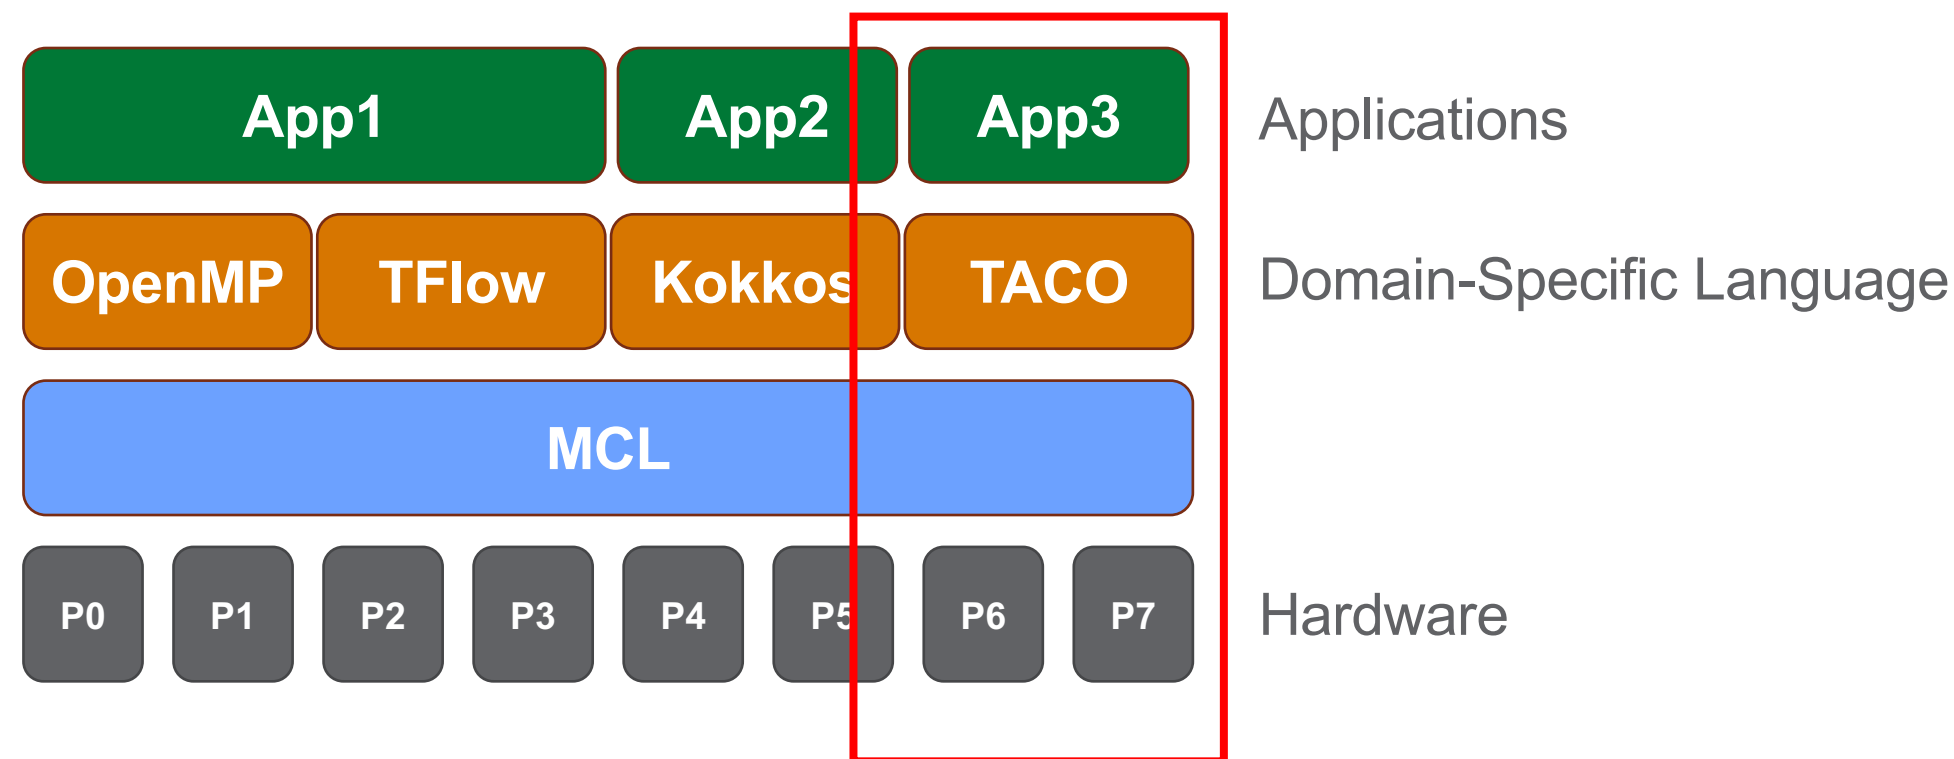 App1 App2 App3 Applications
OpenMP TFlow Kokkos TACO Domain-Specific Language
MCL
P0 P1 P2 P3 P4 P5 P6 P7 Hardware